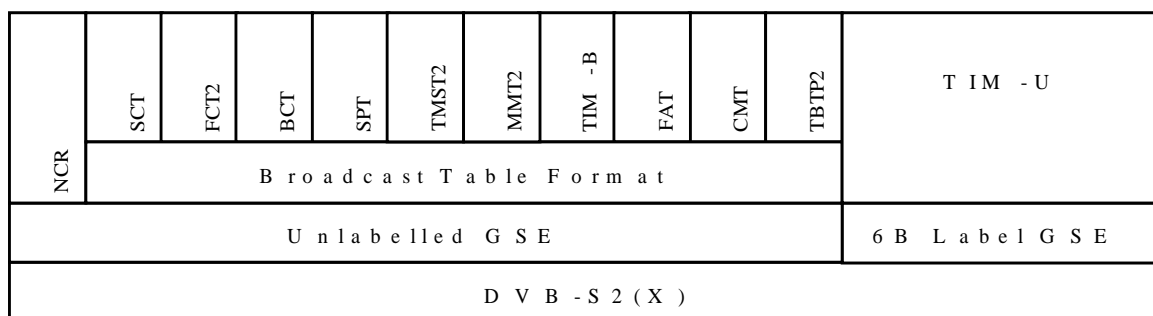 NCR
SCT
FCT2
BCT
SPT
TMST2
MMT2
TIM -B
FAT
CMT
TBTP2
TIM -U
Broadcast Table Format
Unlabelled GSE
6B Label GSE
DVB-S2(X)